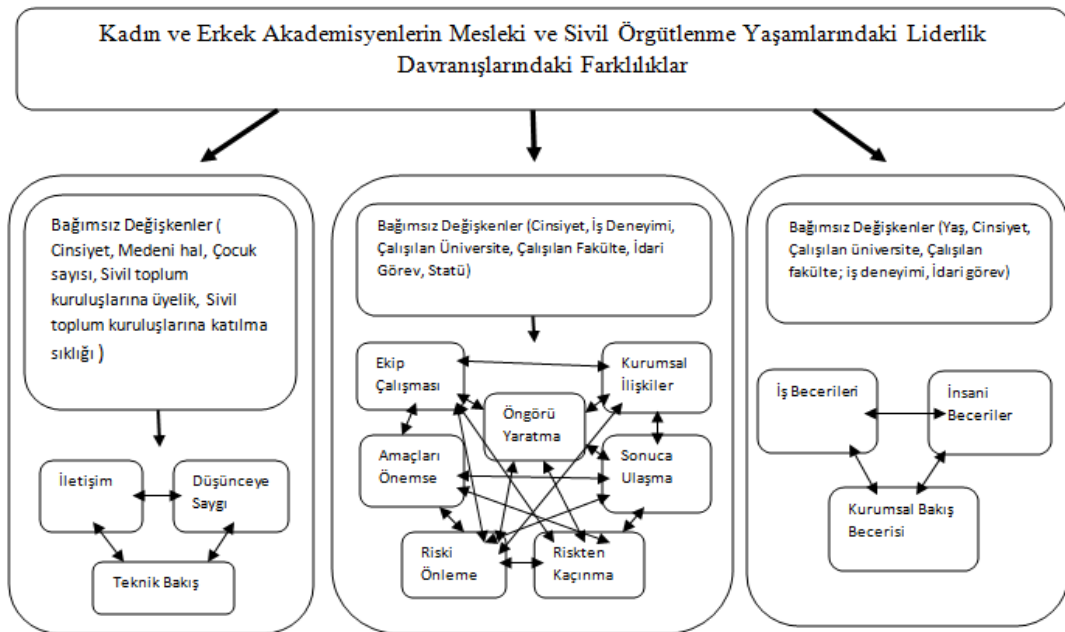 Kadın ve Erkek Akademisyenlerin Mesleki ve Sivil Örgütlenme Yaşamlarındaki Liderlik
Davranışlarındaki Farklılıklar
Bağımsız Değişkenler (
Cinsiyet, Medeni hal, Çocuk
sayısı, Sivil toplum
kuruluşlarına üyelik, Sivil
toplum kuruluşlarına katılma
sıklığı )
İletişim
Düşünceye
Saygı
Teknik Bakış
Bağımsız Değişkenler (Cinsiyet, İş Deneyimi,
Çalışılan Üniversite, Çalışılan Fakülte, İdari
Görev, Statü)
Ekip
Çalışması
Kurumsal
İlişkiler
Öngörü
Yaratma
Amaçları
Önemse
Sonuca
Ulaşma
Riski
Önleme
Riskten
Kaçınma
Bağımsız Değişkenler (Yaş, Cinsiyet,
Çalışılan üniversite, Çalışılan
fakülte; iş deneyimi, İdari görev)
İş Becerileri
İnsani
Beceriler
Kurumsal Bakış
Becerisi